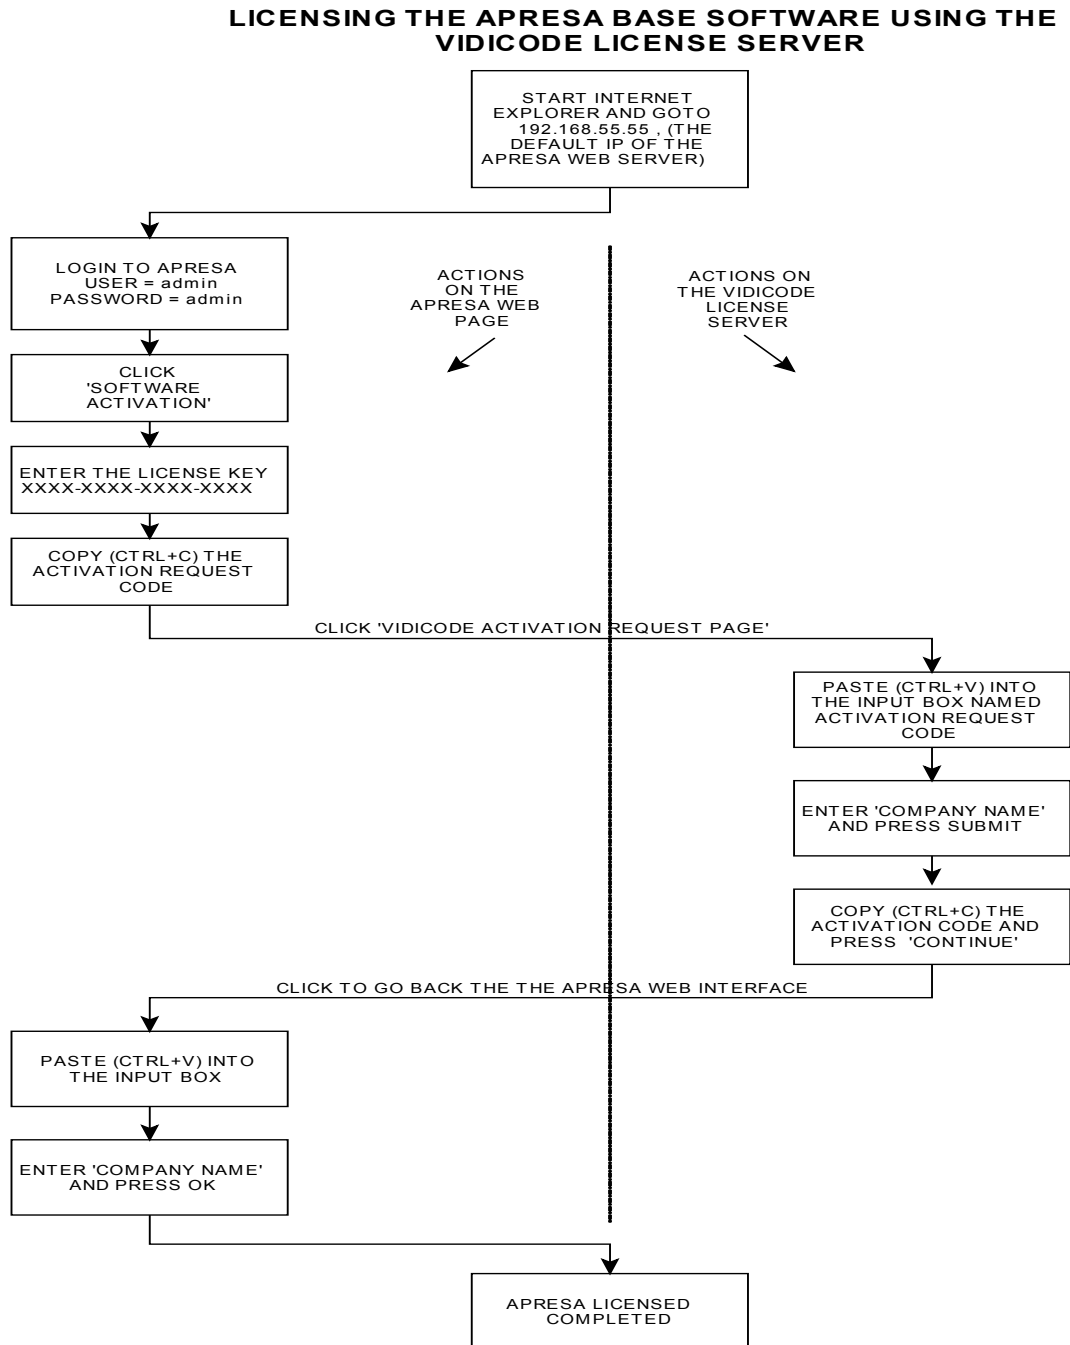 LICENSING THE APRESA BASE SOFTWARE USING THE
VIDICODE LICENSE SERVER
START INTERNET
EXPLORER AND GOTO
192.168.55.55 , (THE
DEFAULT IP OF THE
APRESA WEB SERVER)
LOGIN TO APRESA
USER = admin
PASSWORD = admin
ACTIONS
ON THE
APRESA WEB
PAGE
ACTIONS ON
THE VIDICODE
LICENSE
SERVER
CLICK
'SOFTWARE
ACTIVATION'
ENTER THE LICENSE KEY
XXXX-XXXX-XXXX-XXXX
COPY (CTRL+C) THE
ACTIVATION REQUEST
CODE
CLICK 'VIDICODE ACTIVATION REQUEST PAGE'
PASTE (CTRL+V) INTO
THE INPUT BOX NAMED
ACTIVATION REQUEST
CODE
ENTER 'COMPANY NAME'
AND PRESS SUBMIT
COPY (CTRL+C) THE
ACTIVATION CODE AND
PRESS 'CONTINUE'
CLICK TO GO BACK THE THE APRESA WEB INTERFACE
PASTE (CTRL+V) INTO
THE INPUT BOX
ENTER 'COMPANY NAME'
AND PRESS OK
APRESA LICENSED
COMPLETED